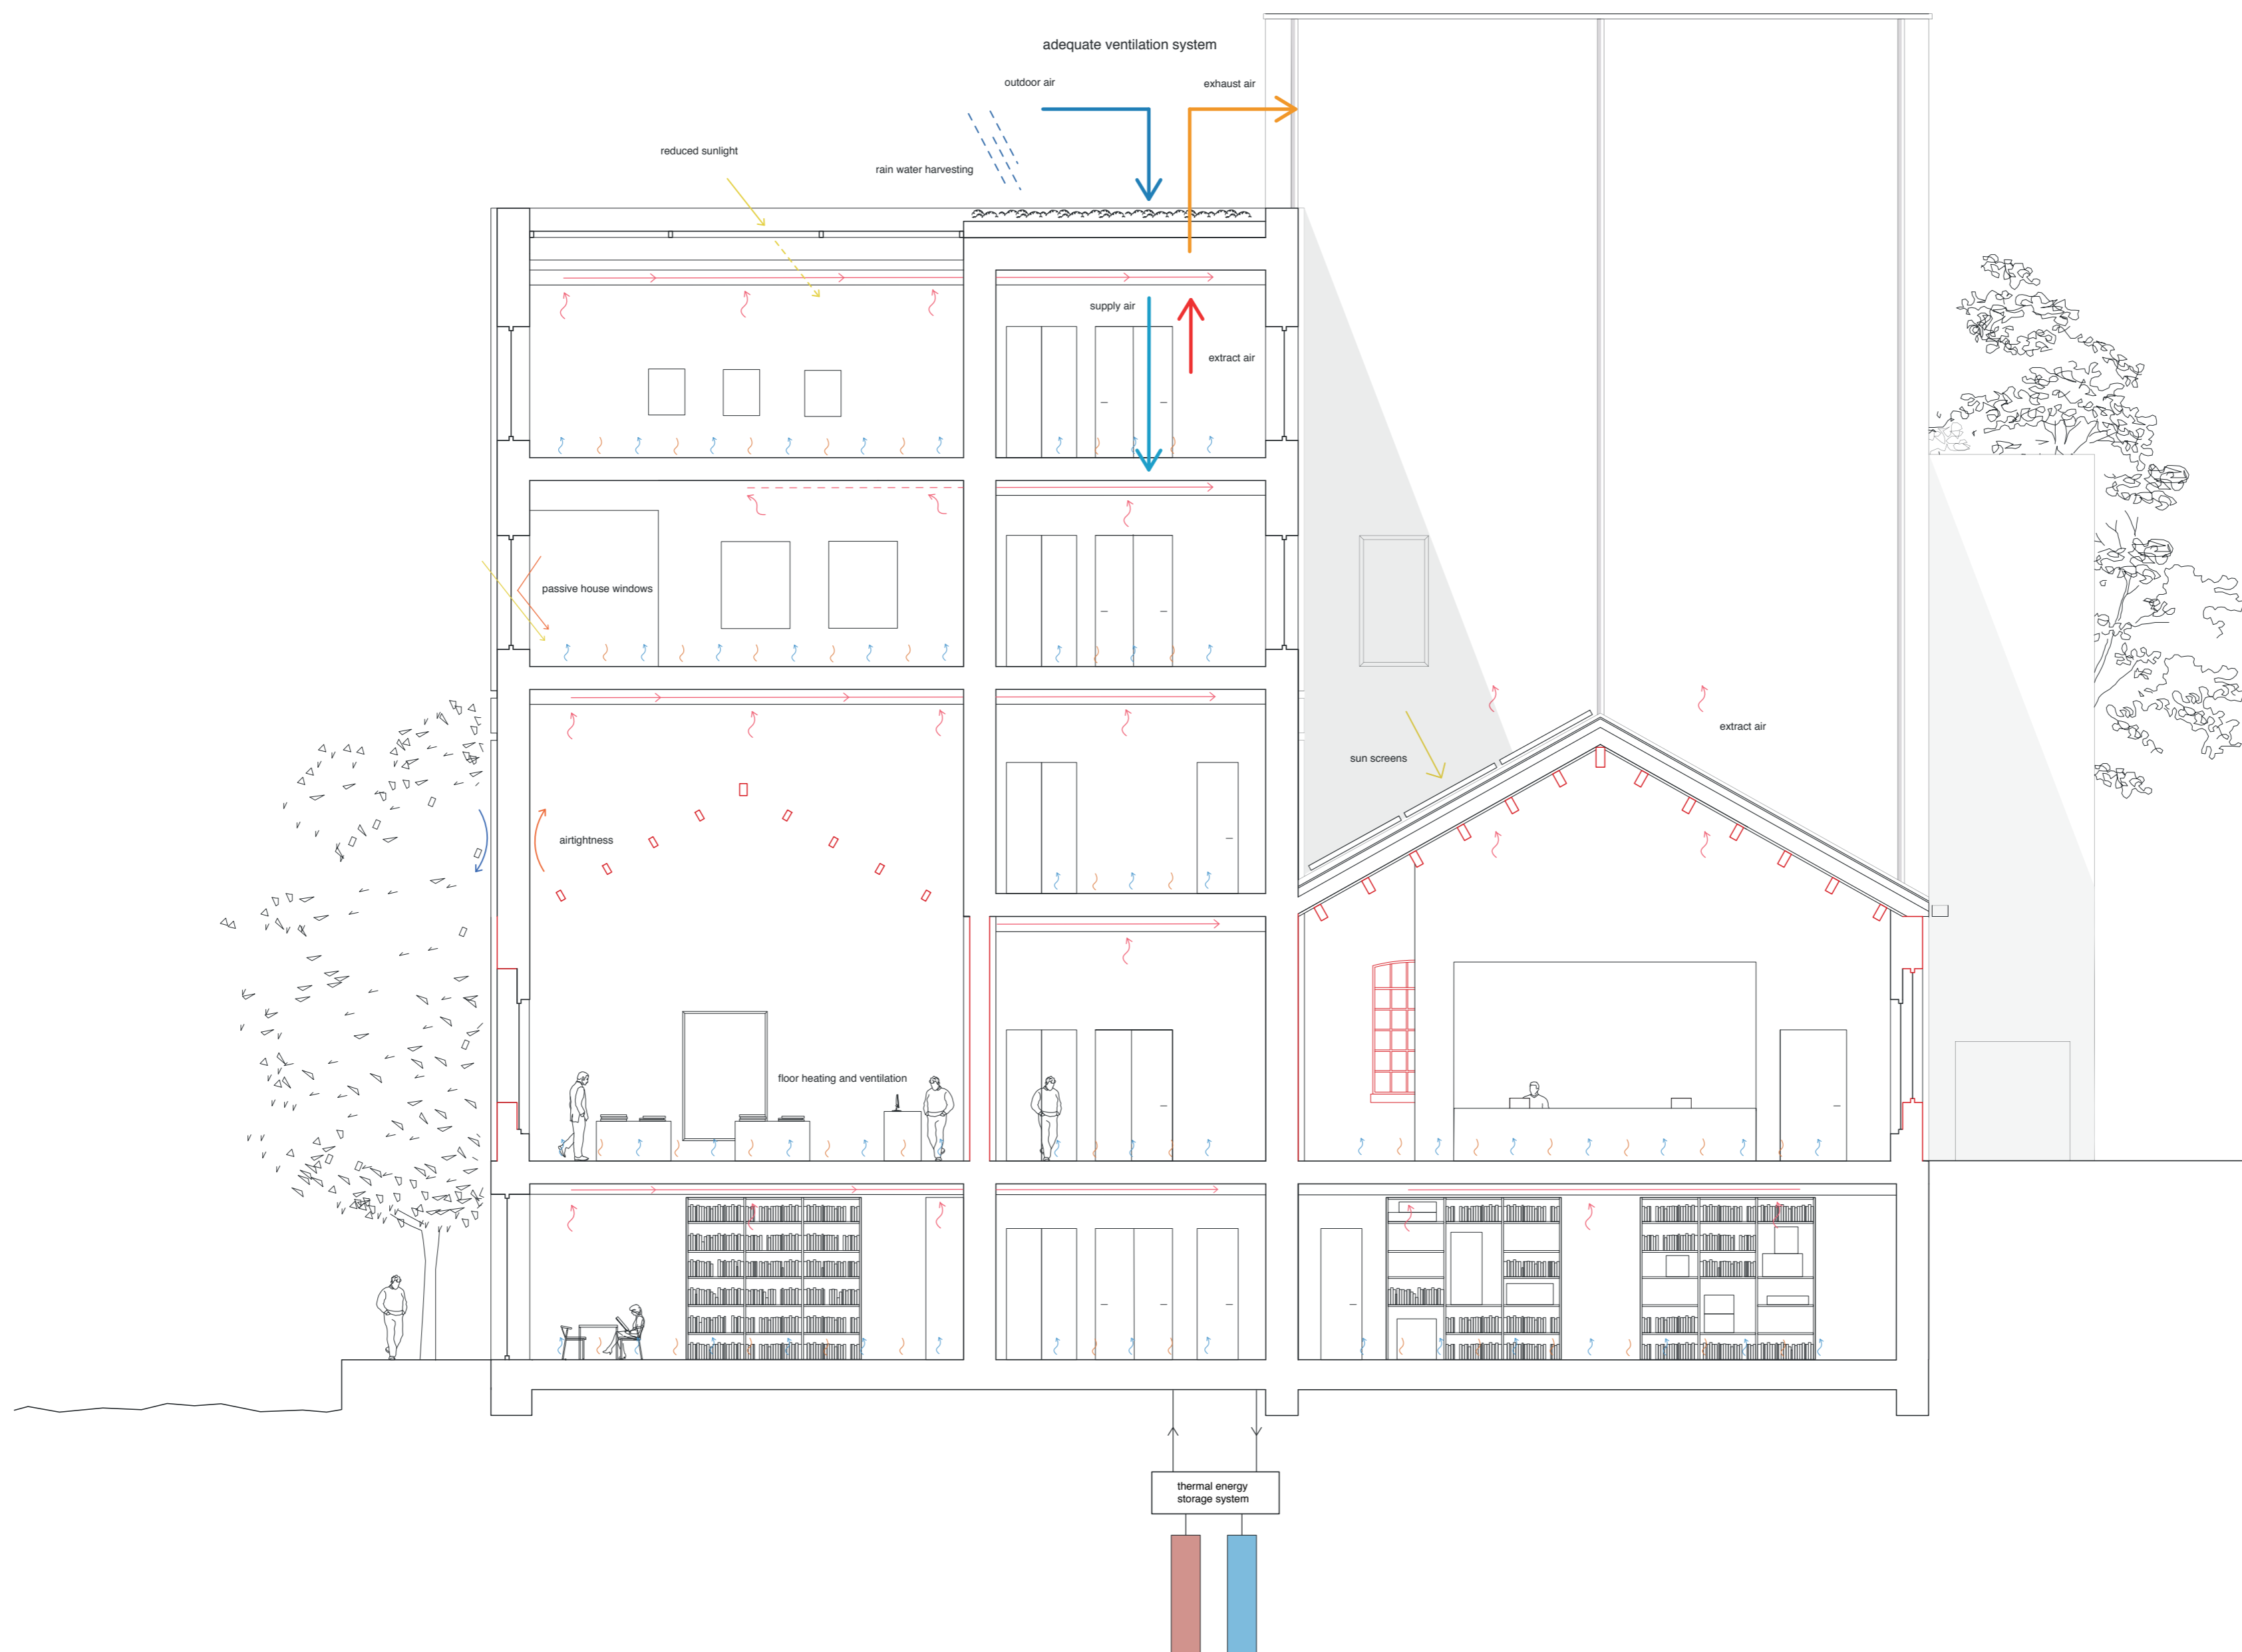 adequate ventilation system
outdoor air
exhaust air
reduced sunlight
rain water harvesting
supply air
extract air
passive house windows
extract air
sun screens
airtightness
floor heating and ventilation
thermal energy
storage system